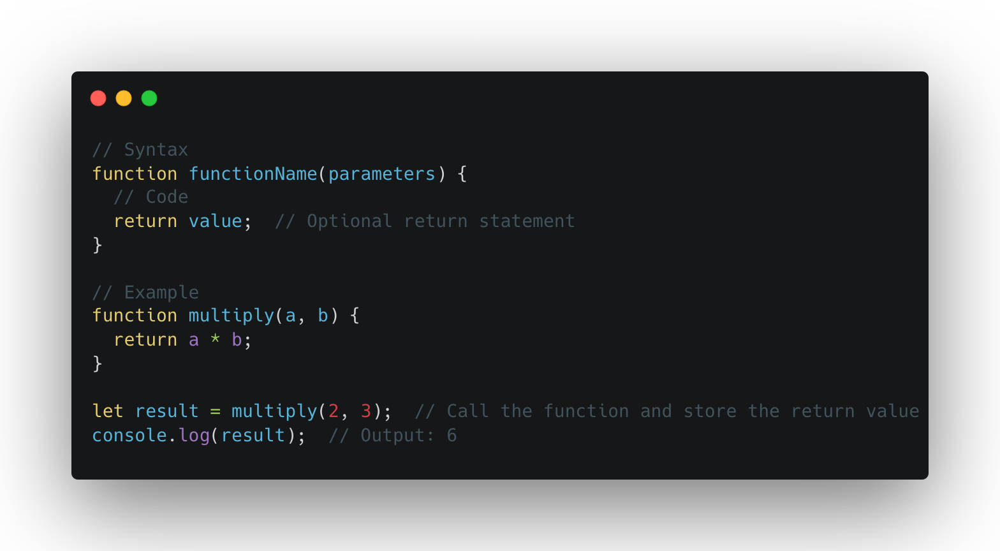 // Syntax
function functionName(parameters) {
  // Code
  return value;  // Optional return statement
}

// Example
function multiply(a, b) {
  return a * b;
}

let result = multiply(2, 3);  // Call the function and store the return value
console.log(result);  // Output: 6